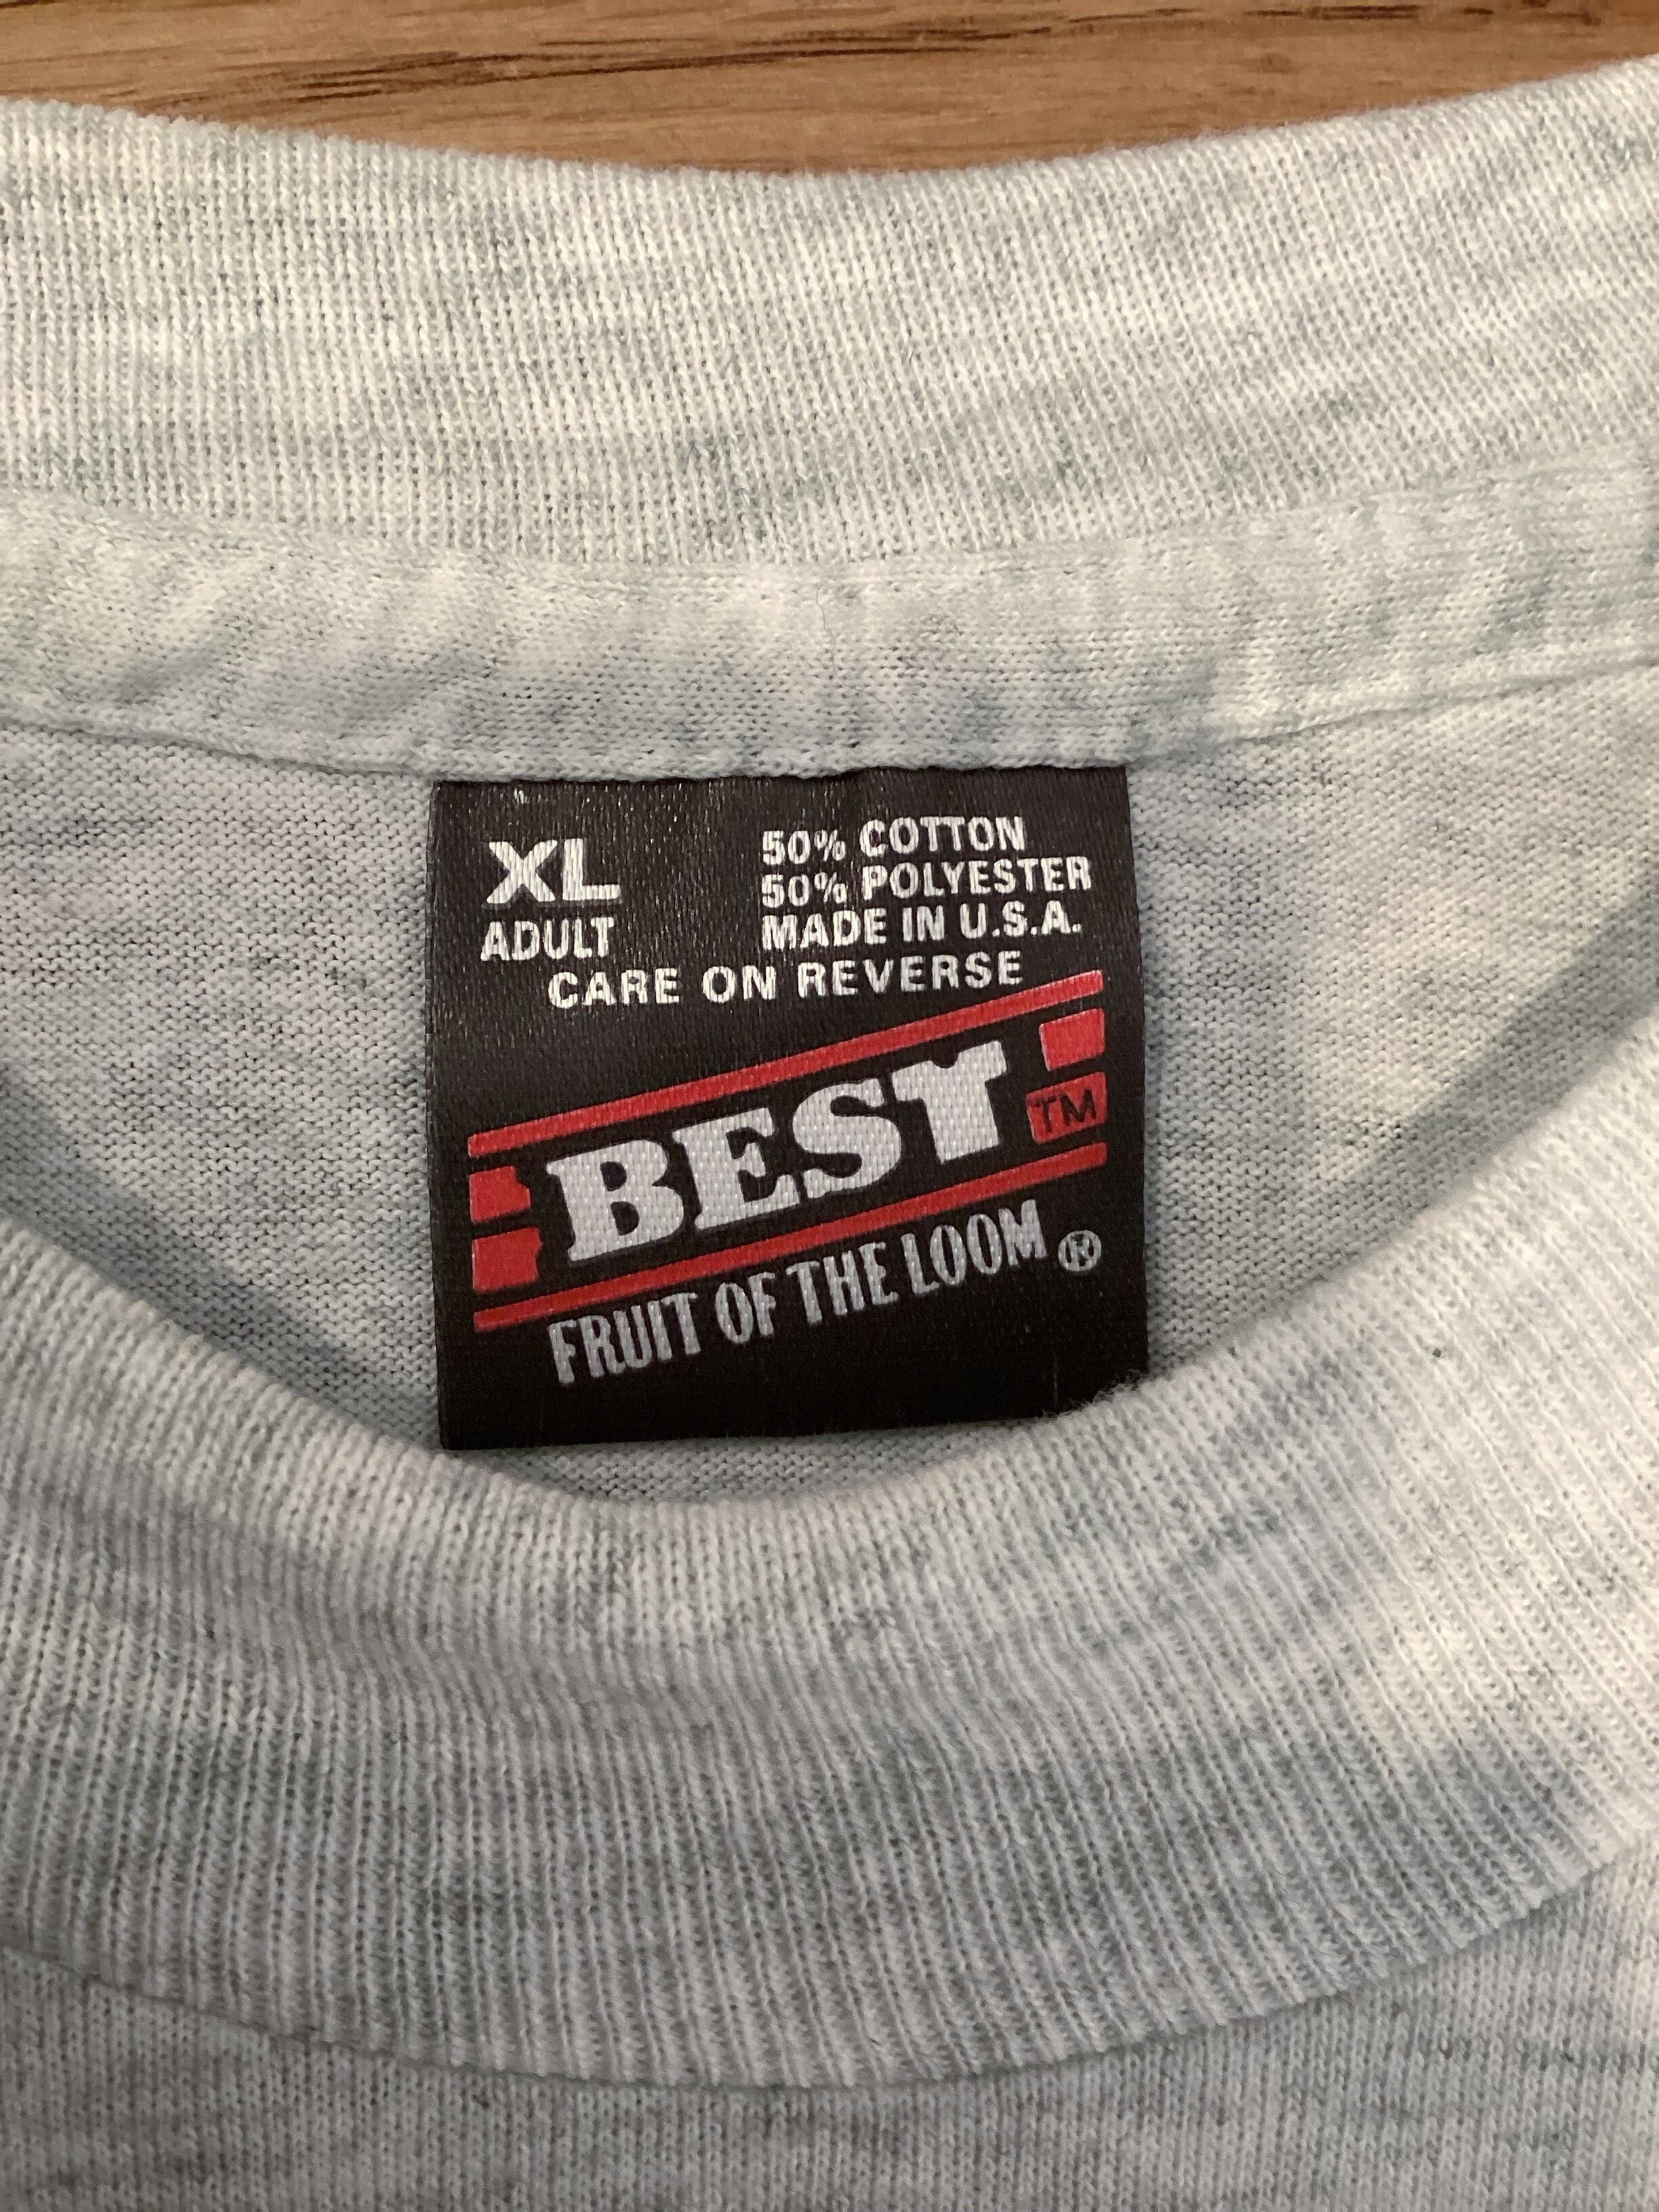 XL
ADULT
50% COTTON
50% POLYESTER
MADE IN U.S.A.
CARE ON REVERSE
BEST TM
FRUIT OF THE LOOM ®